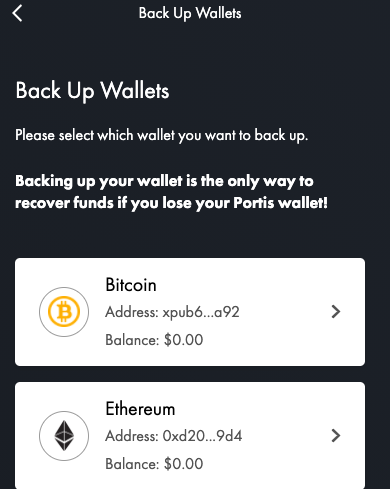 Back Up Wallets
Back Up Wallets
Please select which wallet you want to back up.
Backing up your wallet is the only way to
recover funds if you lose your Portis wallet!
Bitcoin
Address: xpub6...a92
Balance: $0.00
Ethereum
Address: 0xd20...9d4
Balance: $0.00